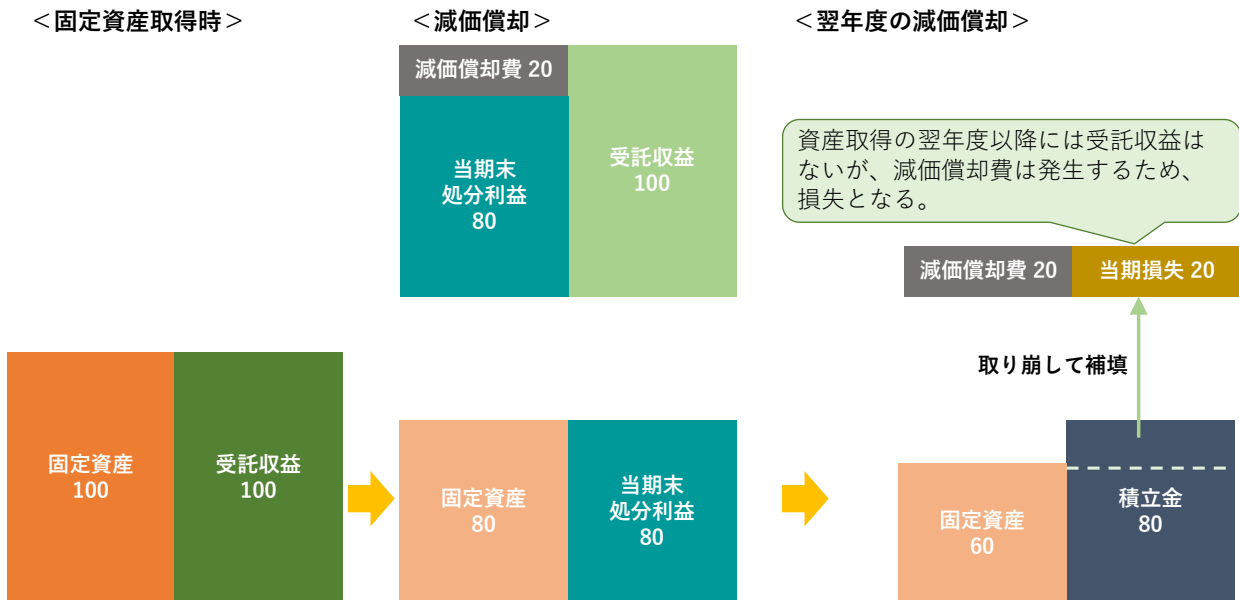 ＜固定資産取得時＞
＜減価償却＞
＜翌年度の減価償却＞
減価償却費 20
当期末
処分利益
80
受託収益
100
資産取得の翌年度以降には受託収益は
ないが、減価償却費は発生するため、
損失となる。
減価償却費 20
当期損失 20
取り崩して補填
固定資産
100
受託収益
100
固定資産
80
当期末
処分利益
80
固定資産
60
積立金
80